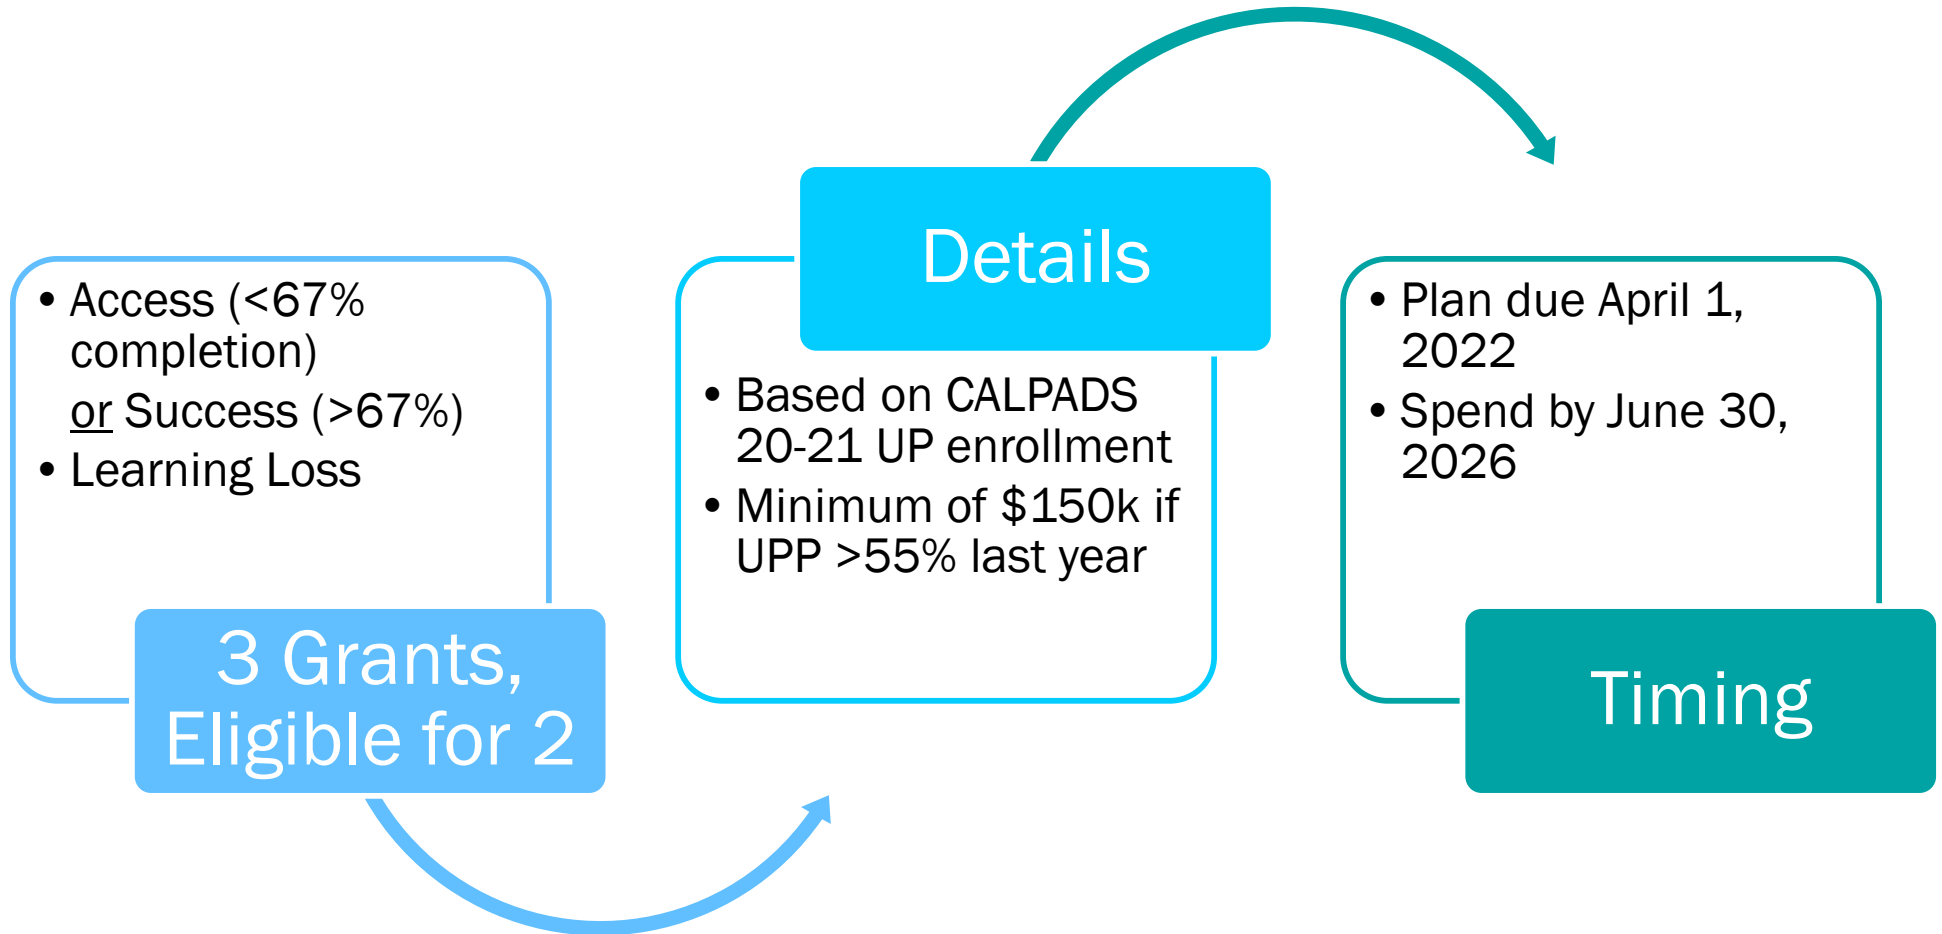 • Access (<67%
completion)
or Success (>67%)
• Learning Loss
3 Grants,
Eligible for 2
Details
• Based on CALPADS
20-21 UP enrollment
• Minimum of $150k if
UPP >55% last year
• Plan due April 1,
2022
• Spend by June 30,
2026
Timing